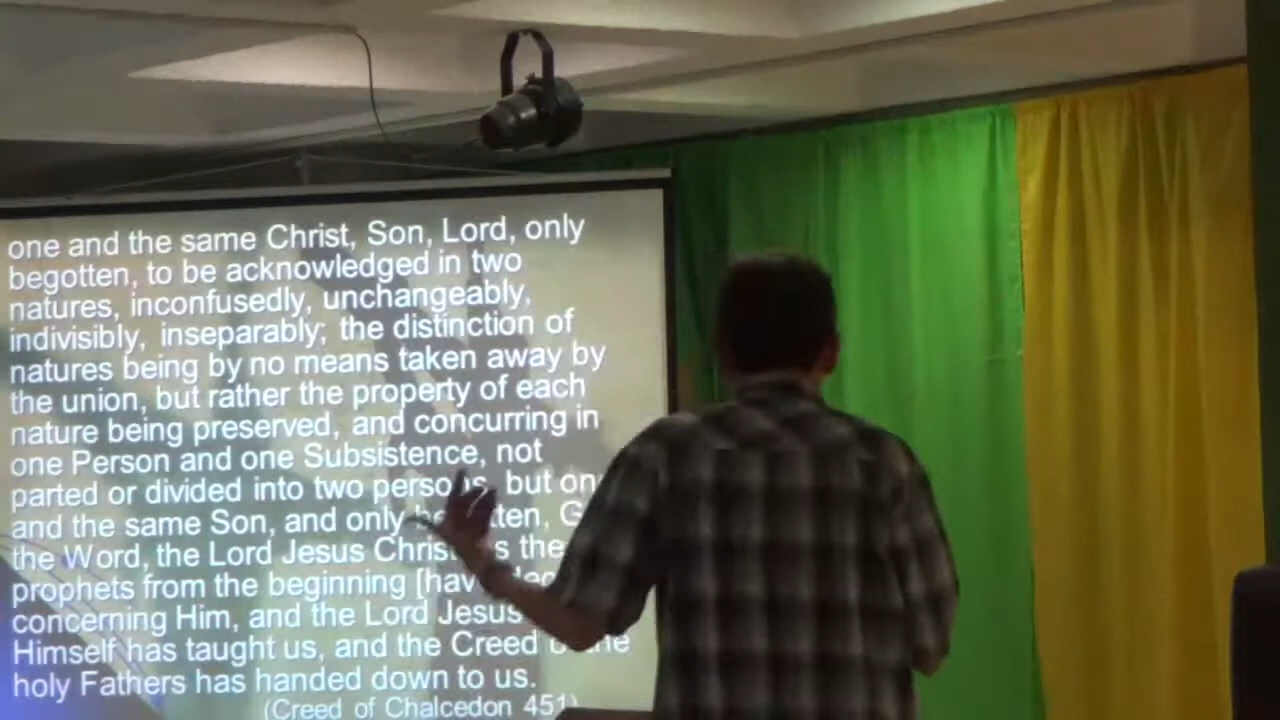 one and the same Christ, Son, Lord, only
begotten, to be acknowledged in two
natures, inconfusedly, unchangeably,
indivisibly, inseparably; the distinction of
natures being by no means taken away by
the union, but rather the property of each
nature being preserved, and concurring in
one Person and one Subsistence, not
parted or divided into two persons, but
and the same Son, and only
the Word, the Lord Jesus the
prophets from the beginning
concerning Him, and the Lord Jesus
Himself has taught us, and the Creed
holy Fathers has handed down to us.
(Creed of Chalcedon 451)